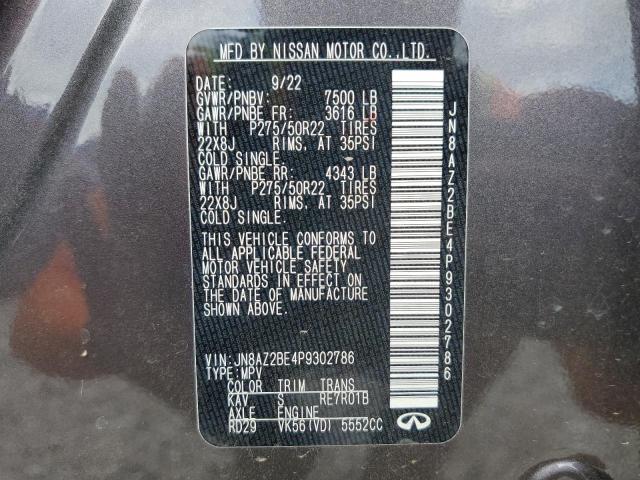 MFD BY NISSAN MOTOR CO.,LTD.
DATE: 9/22
GVWR/PNBV: 7500 LB
GAWR/PNBE FR: 3616 LB
WITH P275/50R22 TIRES
22X8J RIMS, AT 35PSI
COLD SINGLE.
GAWR/PNBE RR: 4343 LB
WITH P275/50R22 TIRES
22X8J RIMS, AT 35PSI
COLD SINGLE.
THIS VEHICLE CONFORMS TO
ALL APPLICABLE FEDERAL
MOTOR VEHICLE SAFETY
STANDARDS IN EFFECT ON
THE DATE OF MANUFACTURE
SHOWN ABOVE.
VIN:JN8AZ2BE4P9302786
TYPE:MPV
COLOR TRIM TRANS
KAV S RE7R01B
AXLE ENGINE
RD29 VK56(VD) 5552CC
JN8AZ2BE4P9302786